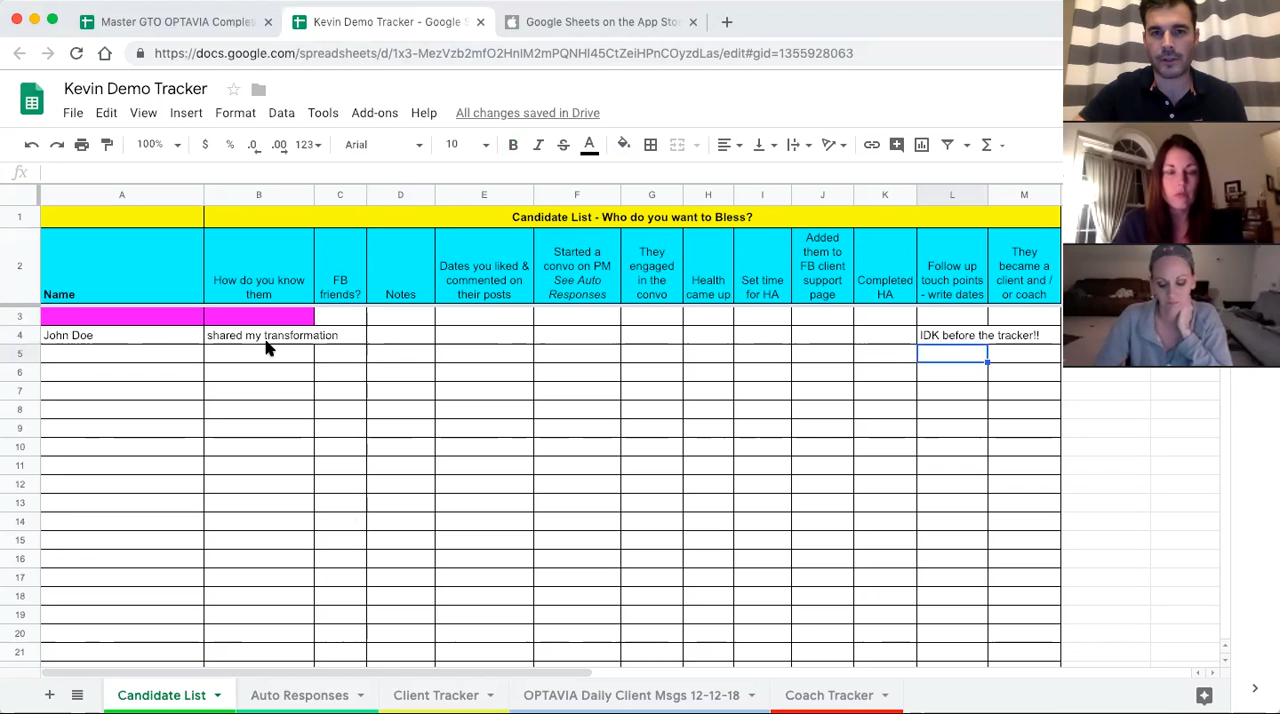 Master GTO OPTAVIA Comples
Kevin Demo Tracker - Google S
Google Sheets on the App Sto
https://docs.google.com/spreadsheets/d/1x3-MezVzb2mfO2HnIM2mPQNHI45CtZeiHPnCOyzdLas/edit#gid=1355928063
Kevin Demo Tracker
File Edit View Insert Format Data Tools Add-ons Help All changes saved in Drive
100% $ % .0 .00 123 Arial 10 B I S A
fx
A B C D E F G H I J K L M
1 Candidate List - Who do you want to Bless?
2
Name
How do you know
them
FB
friends?
Notes
Dates you liked &
commented on
their posts
Started a
convo on PM
See Auto
Responses
They
engaged
in the
convo
Health
came up
Set time
for HA
Added
them to
FB client
support
page
Completed
HA
Follow up
touch points
- write dates
They
became a
client and /
or coach
3
4 John Doe shared my transformation IDK before the tracker!!
5
6
7
8
9
10
11
12
13
14
15
16
17
18
19
20
21
Candidate List Auto Responses Client Tracker OPTAVIA Daily Client Msgs 12-12-18 Coach Tracker